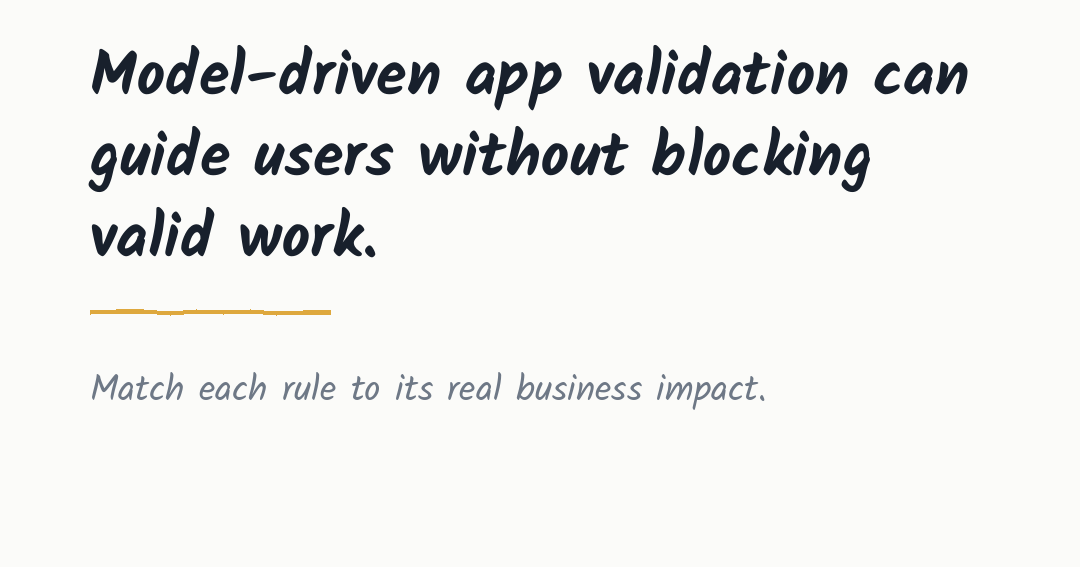 Model-driven app validation can
guide users without blocking
valid work.
Match each rule to its real business impact.